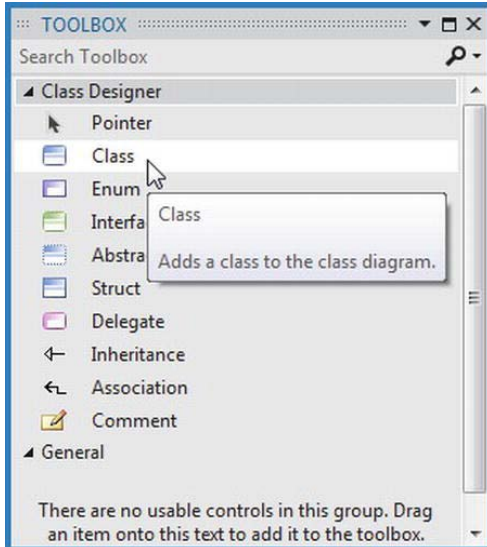 TOOLBOX
Search Toolbox
Class Designer
Pointer
Class
Enum
Interfa
Class
Abstra
Adds a class to the class diagram.
Struct
Delegate
Inheritance
Association
Comment
General
There are no usable controls in this group. Drag
an item onto this text to add it to the toolbox.